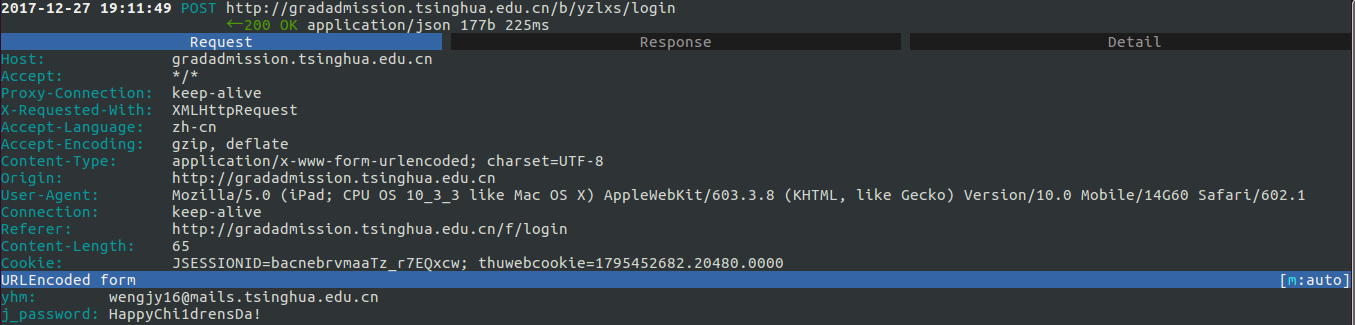 2017-12-27 19:11:49 POST http://gradadmission.tsinghua.edu.cn/b/yzlxs/login
←200 OK application/json 177b 225ms
Request Response Detail
Host: gradadmission.tsinghua.edu.cn
Accept: */*
Proxy-Connection: keep-alive
X-Requested-With: XMLHttpRequest
Accept-Language: zh-cn
Accept-Encoding: gzip, deflate
Content-Type: application/x-www-form-urlencoded; charset=UTF-8
Origin: http://gradadmission.tsinghua.edu.cn
User-Agent: Mozilla/5.0 (iPad; CPU OS 10_3_3 like Mac OS X) AppleWebKit/603.3.8 (KHTML, like Gecko) Version/10.0 Mobile/14G60 Safari/602.1
Connection: keep-alive
Referer: http://gradadmission.tsinghua.edu.cn/f/login
Content-Length: 65
Cookie: JSESSIONID=bacnebrvmaaTz_r7EQxcw; thuwebcookie=1795452682.20480.0000
URLEncoded form [m:auto]
yhm: wengjy16@mails.tsinghua.edu.cn
j_password: HappyChi1drensDa!